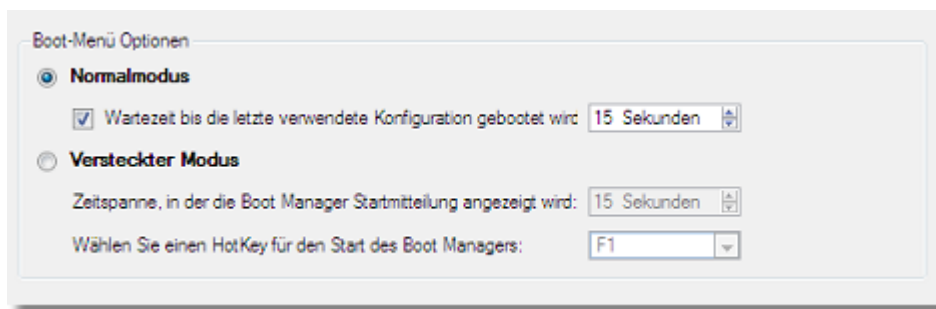 Boot-Menü Optionen
Normalmodus
Wartezeit bis die letzte verwendete Konfiguration gebootet wird 15 Sekunden
Versteckter Modus
Zeitspanne, in der die Boot Manager Startmitteilung angezeigt wird: 15 Sekunden
Wählen Sie einen HotKey für den Start des Boot Managers: F1